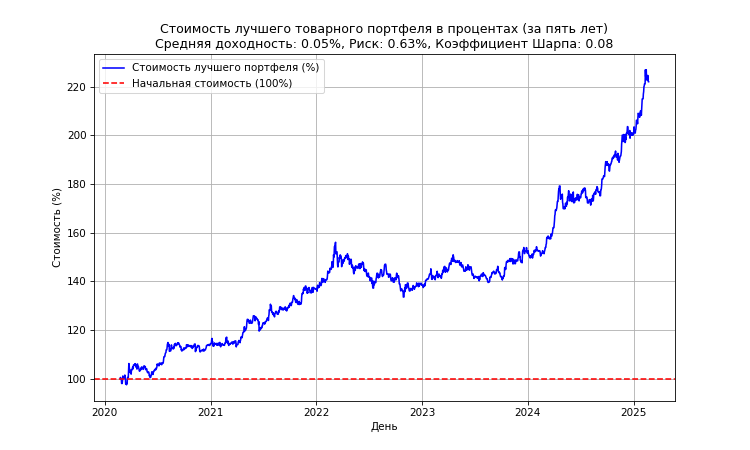 Стоимость лучшего товарного портфеля в процентах (за пять лет)
Средняя доходность: 0.05%, Риск: 0.63%, Коэффициент Шарпа: 0.08
Стоимость лучшего портфеля (%)
Начальная стоимость (100%)
Стоимость (%)
220
200
180
160
140
120
100
2020
2021
2022
2023
2024
2025
День